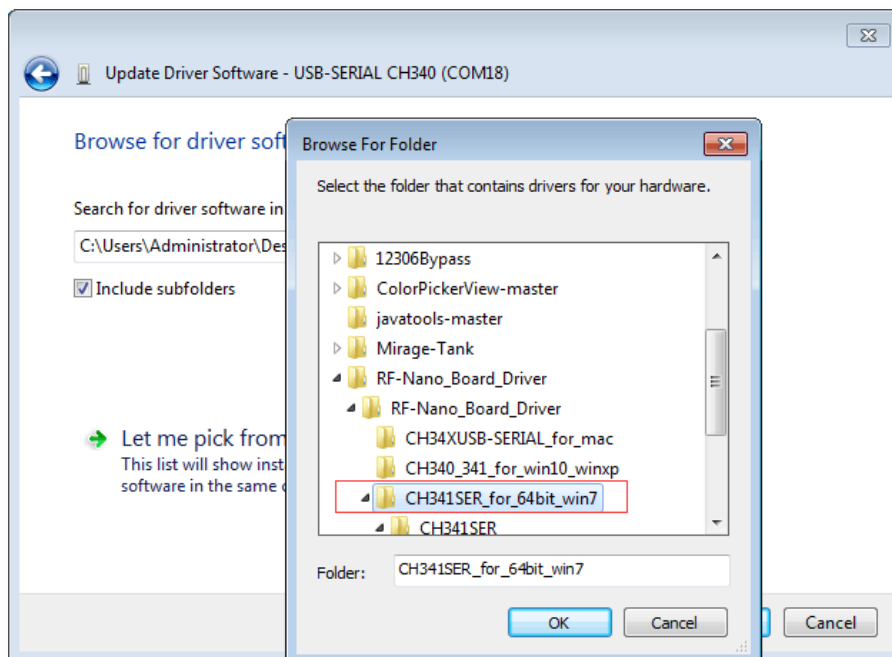 Update Driver Software - USB-SERIAL CH340 (COM18)
Browse for driver soft
Search for driver software in
C:\Users\Administrator\Des
Include subfolders
Let me pick from
This list will show inst
software in the same
Browse For Folder
Select the folder that contains drivers for your hardware.
12306Bypass
ColorPickerView-master
javatools-master
Mirage-Tank
RF-Nano_Board_Driver
RF-Nano_Board_Driver
CH34XUSB-SERIAL_for_mac
CH340_341_for_win10_winxp
CH341SER_for_64bit_win7
CH341SER
Folder: CH341SER_for_64bit_win7
OK Cancel
Cancel